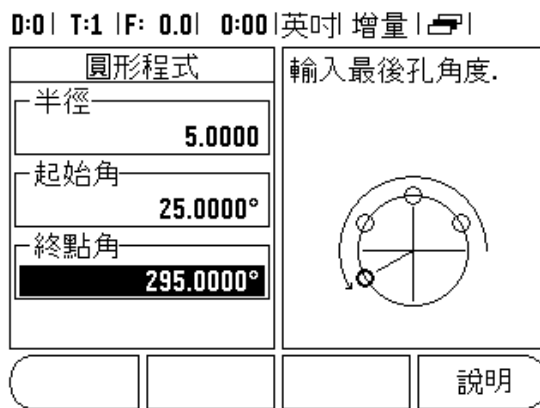 D:0 | T:1 | F: 0.0 | 0:00 | 英吋 | 增量 |
圓形程式
半徑
5.0000
起始角
25.0000°
終點角
295.0000°
輸入最後孔角度.
說明